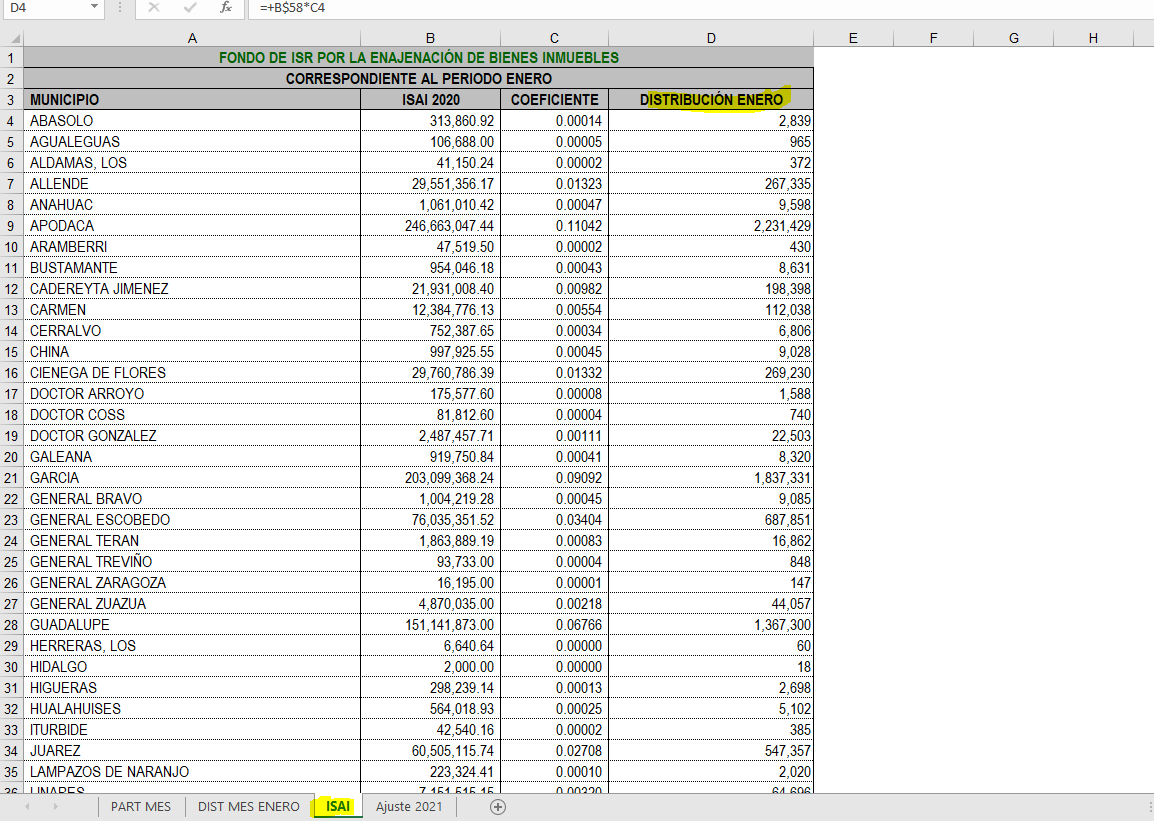 D4 fx =+B$58*C4
A B C D E F G H
1 FONDO DE ISR POR LA ENAJENACIÓN DE BIENES INMUEBLES
2 CORRESPONDIENTE AL PERIODO ENERO
3 MUNICIPIO ISAI 2020 COEFICIENTE DISTRIBUCIÓN ENERO
4 ABASOLO 313,860.92 0.00014 2,839
5 AGUALEGUAS 106,688.00 0.00005 965
6 ALDAMAS, LOS 41,150.24 0.00002 372
7 ALLENDE 29,551,356.17 0.01323 267,335
8 ANAHUAC 1,061,010.42 0.00047 9,598
9 APODACA 246,663,047.44 0.11042 2,231,429
10 ARAMBERRI 47,519.50 0.00002 430
11 BUSTAMANTE 954,046.18 0.00043 8,631
12 CADEREYTA JIMENEZ 21,931,008.40 0.00982 198,398
13 CARMEN 12,384,776.13 0.00554 112,038
14 CERRALVO 752,387.65 0.00034 6,806
15 CHINA 997,925.55 0.00045 9,028
16 CIENEGA DE FLORES 29,760,786.39 0.01332 269,230
17 DOCTOR ARROYO 175,577.60 0.00008 1,588
18 DOCTOR COSS 81,812.60 0.00004 740
19 DOCTOR GONZALEZ 2,487,457.71 0.00111 22,503
20 GALEANA 919,750.84 0.00041 8,320
21 GARCIA 203,099,368.24 0.09092 1,837,331
22 GENERAL BRAVO 1,004,219.28 0.00045 9,085
23 GENERAL ESCOBEDO 76,035,351.52 0.03404 687,851
24 GENERAL TERAN 1,863,889.19 0.00083 16,862
25 GENERAL TREVIÑO 93,733.00 0.00004 848
26 GENERAL ZARAGOZA 16,195.00 0.00001 147
27 GENERAL ZUAZUA 4,870,035.00 0.00218 44,057
28 GUADALUPE 151,141,873.00 0.06766 1,367,300
29 HERRERAS, LOS 6,640.64 0.00000 60
30 HIDALGO 2,000.00 0.00000 18
31 HIGUERAS 298,239.14 0.00013 2,698
32 HUALAHUISES 564,018.93 0.00025 5,102
33 ITURBIDE 42,540.16 0.00002 385
34 JUAREZ 60,505,115.74 0.02708 547,357
35 LAMPAZOS DE NARANJO 223,324.41 0.00010 2,020
36 LINARES 7,151,515.15 0.00320 64,696
PART MES DIST MES ENERO ISAI Ajuste 2021